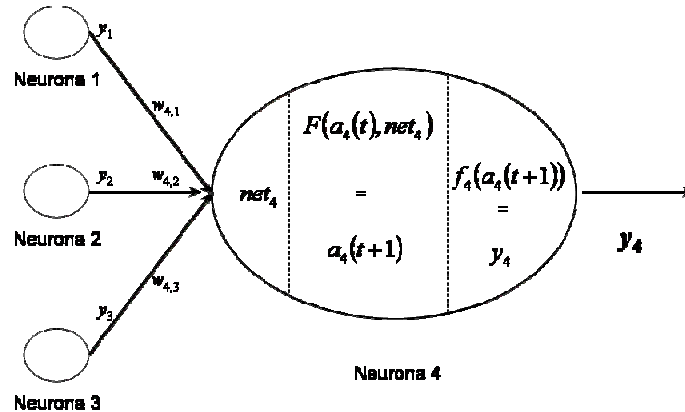 y₁
Neurona 1
w₄,₁
y₂
w₄,₂
Neurona 2
y₃
w₄,₃
Neurona 3
net₄
F(a₄(t), net₄)
=
a₄(t+1)
f₄(a₄(t+1))
=
y₄
y₄
Neurona 4